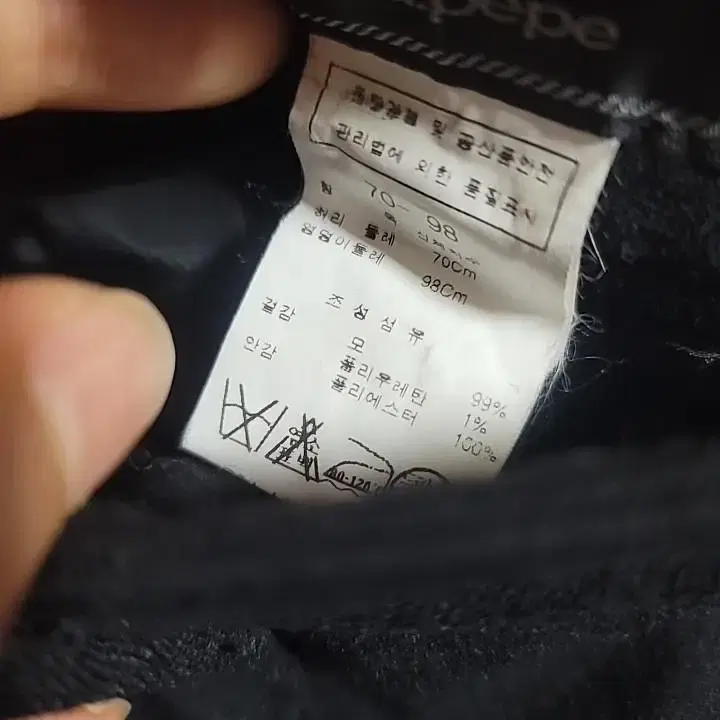 pepe
품질경영 및 공산품안전
관리법에 의한 품질표시
70-98
허리 둘레 70Cm
엉덩이둘레 98Cm
조성섬유
겉감 모 99%
폴리우레탄 1%
안감 폴리에스터 100%
80-120℃